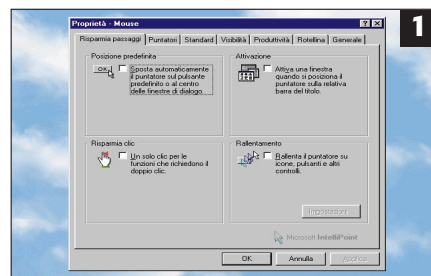 Proprietà - Mouse
1
Risparmia passaggi Puntatori Standard Visibilità Produttività Rotellina Generale
Posizione predefinita
OK
Sposta automaticamente
il puntatore sul pulsante
predefinito o al centro
delle finestre di dialogo.
Attivazione
Attiva una finestra
quando si posiziona il
puntatore sulla relativa
barra del titolo.
Risparmia clic
Un solo clic per le
funzioni che richiedono il
doppio clic.
Rallentamento
Rallenta il puntatore su
icone, pulsanti e altri
controlli.
Impostazioni...
Microsoft IntelliPoint
OK Annulla Applica